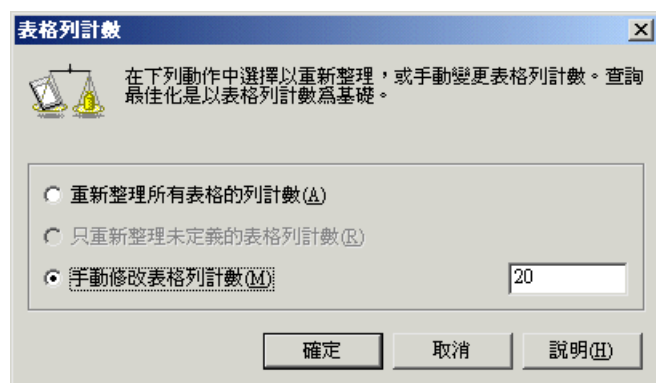 表格列計數
在下列動作中選擇以重新整理，或手動變更表格列計數。查詢
最佳化是以表格列計數為基礎。
重新整理所有表格的列計數(A)
只重新整理未定義的表格列計數(R)
手動修改表格列計數(M)
20
確定
取消
說明(H)